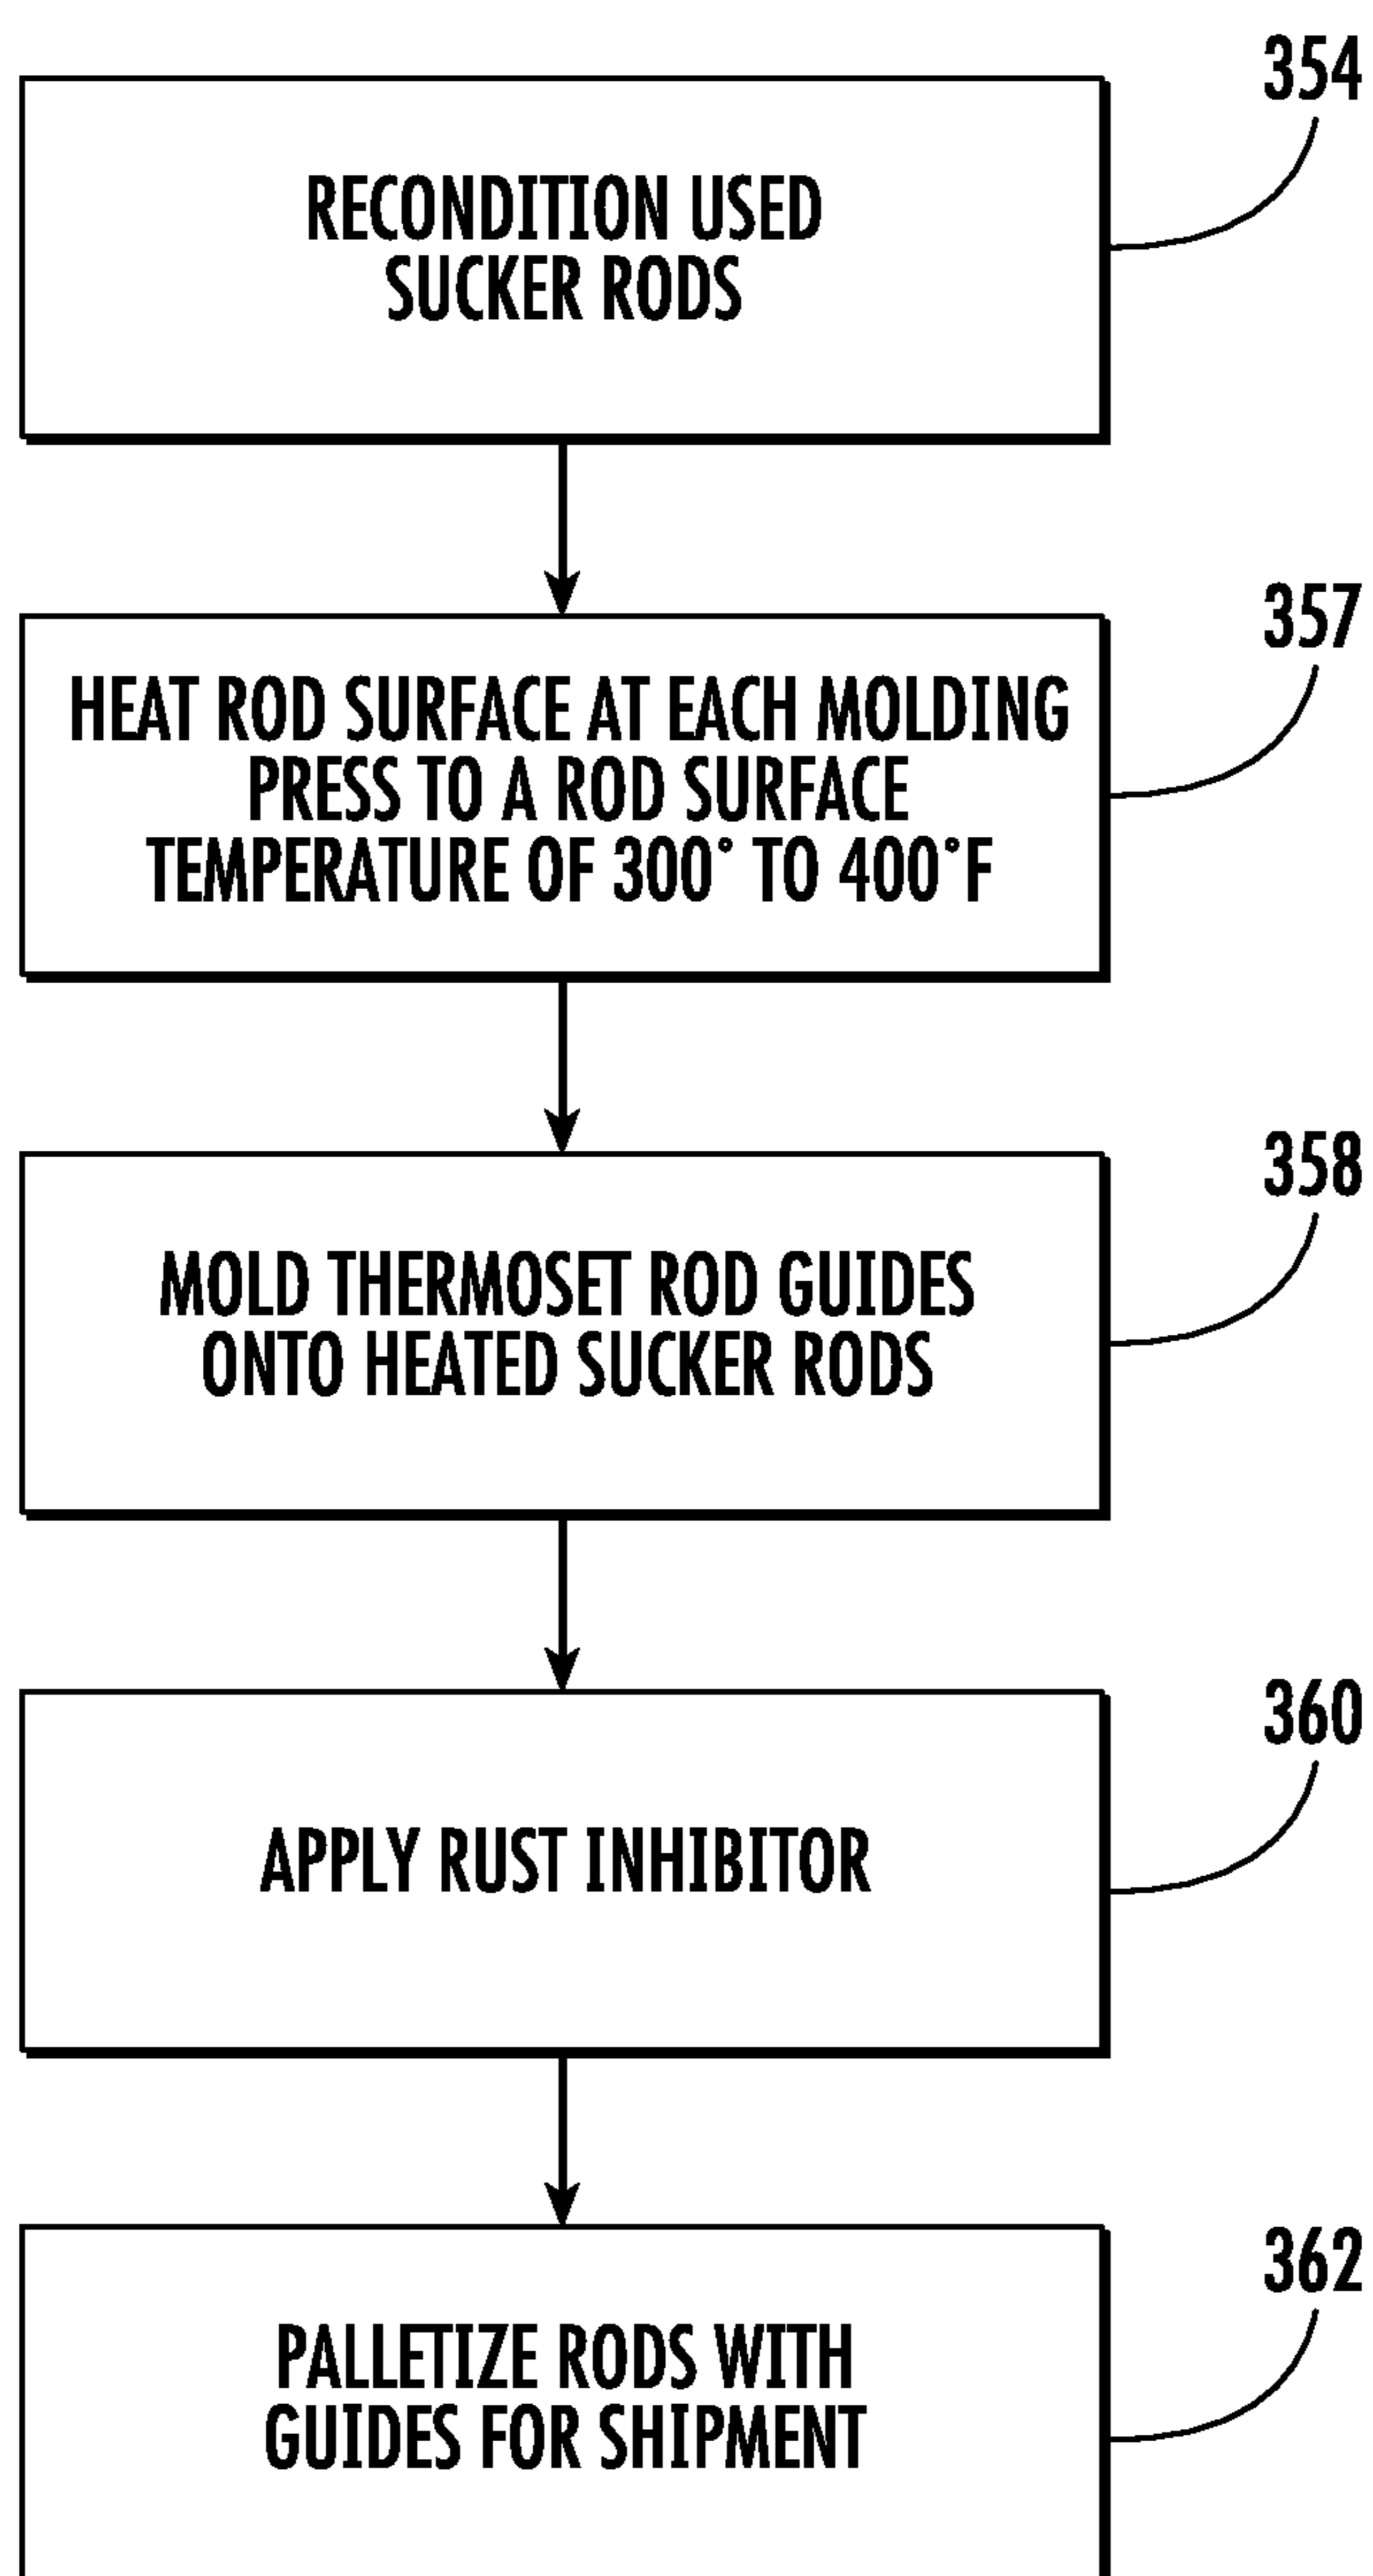 354
RECONDITION USED
SUCKER RODS
357
HEAT ROD SURFACE AT EACH MOLDING
PRESS TO A ROD SURFACE
TEMPERATURE OF 300° TO 400°F
358
MOLD THERMOSET ROD GUIDES
ONTO HEATED SUCKER RODS
360
APPLY RUST INHIBITOR
362
PALLETIZE RODS WITH
GUIDES FOR SHIPMENT